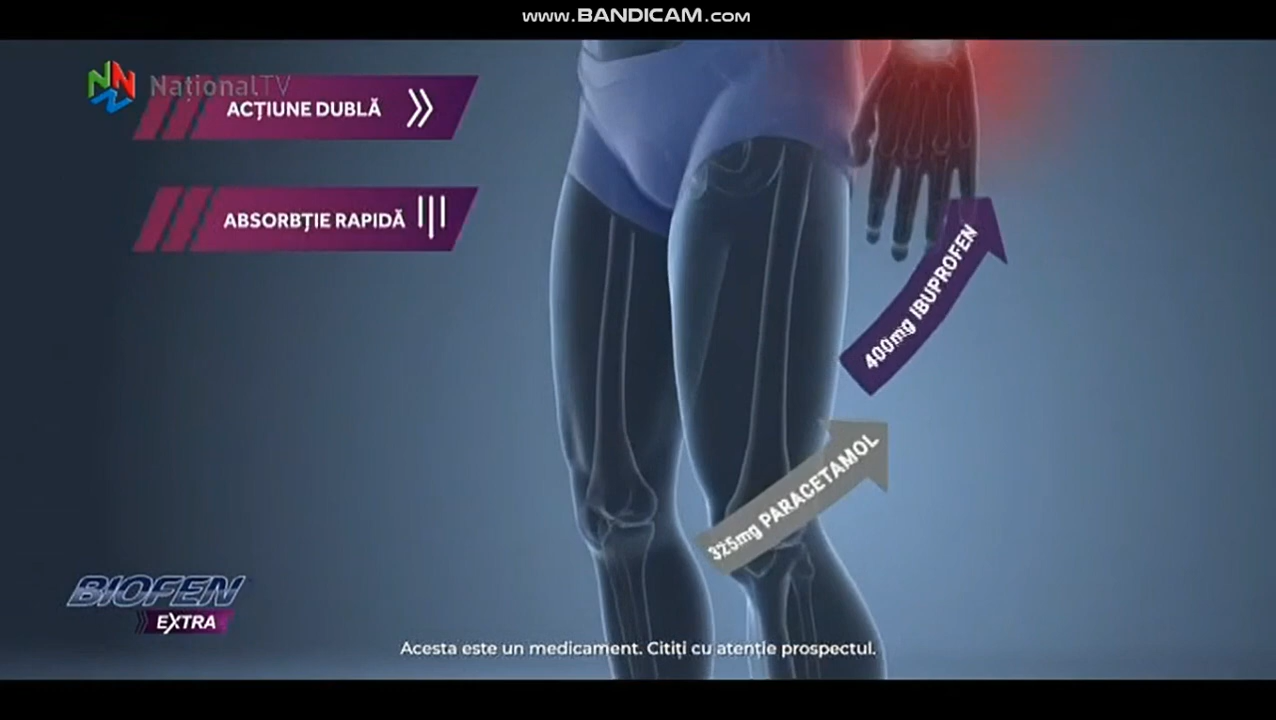 www.BANDICAM.com
NaționalTV
ACȚIUNE DUBLĂ
ABSORBȚIE RAPIDĂ
400mg IBUPROFEN
325mg PARACETAMOL
BIOFEN
EXTRA
Acesta este un medicament. Citiți cu atenție prospectul.